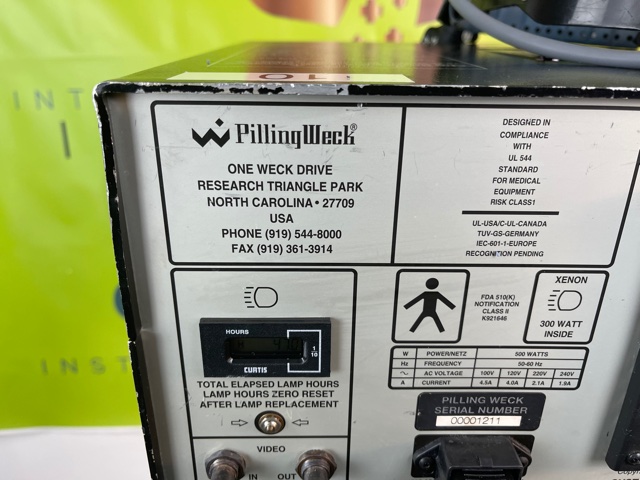 10
PillingWeck®
ONE WECK DRIVE
RESEARCH TRIANGLE PARK
NORTH CAROLINA • 27709
USA
PHONE (919) 544-8000
FAX (919) 361-3914
DESIGNED IN
COMPLIANCE
WITH
UL 544
STANDARD
FOR MEDICAL
EQUIPMENT
RISK CLASS1
UL-USA/C-UL-CANADA
TUV-GS-GERMANY
IEC-601-1-EUROPE
RECOGNITION PENDING
HOURS
1/10
CURTIS
TOTAL ELAPSED LAMP HOURS
LAMP HOURS ZERO RESET
AFTER LAMP REPLACEMENT
VIDEO
IN OUT
FDA 510(K)
NOTIFICATION
CLASS II
K921646
XENON
300 WATT
INSIDE
W POWER/NETZ 500 WATTS
Hz FREQUENCY 50-60 Hz
~ AC VOLTAGE 100V 120V 220V 240V
A CURRENT 4.5A 4.0A 2.1A 1.9A
PILLING WECK
SERIAL NUMBER
00001211
INT
INST